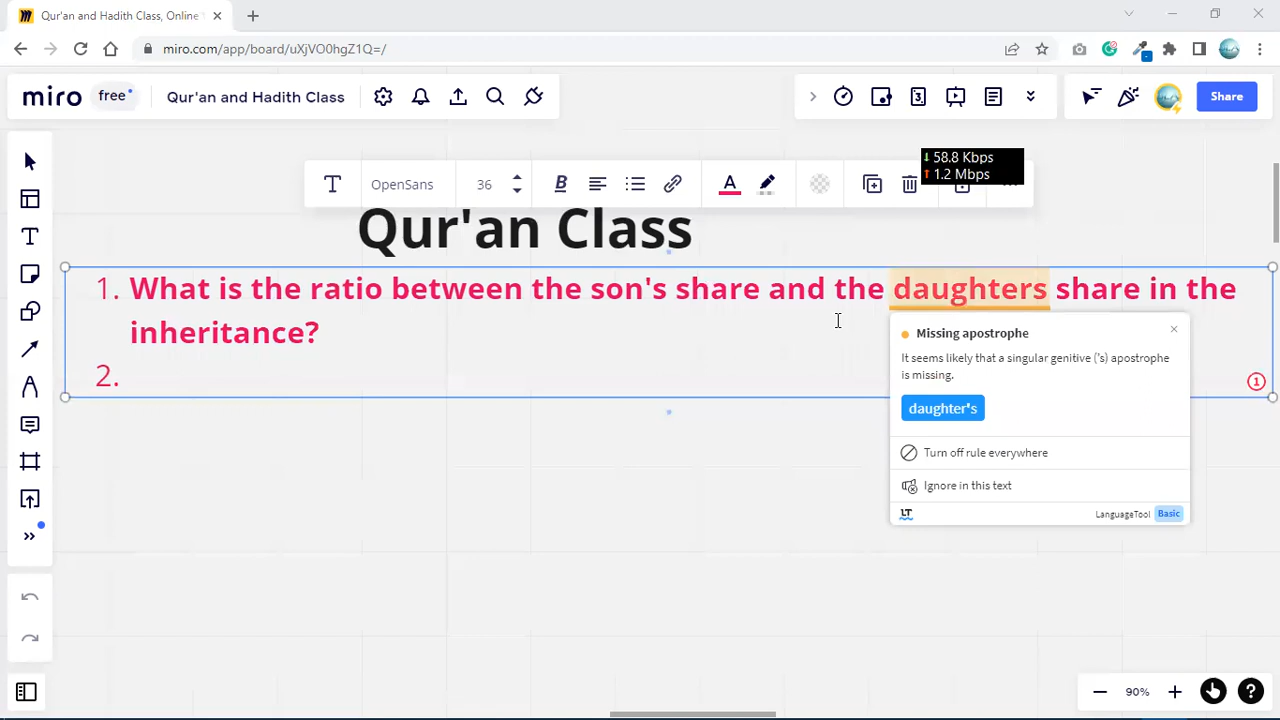 Qur'an and Hadith Class, Online
miro.com/app/board/uXjVO0hgZ1Q=/
miro free Qur'an and Hadith Class
Share
58.8 Kbps
1.2 Mbps
OpenSans 36 B A
Qur'an Class
1. What is the ratio between the son's share and the daughters share in the
inheritance?
2.
1
Missing apostrophe
It seems likely that a singular genitive ('s) apostrophe
is missing.
daughter's
Turn off rule everywhere
Ignore in this text
LT LanguageTool Basic
90%